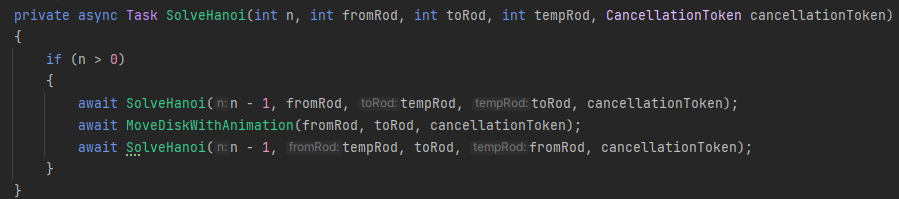 private async Task SolveHanoi(int n, int fromRod, int toRod, int tempRod, CancellationToken cancellationToken)
{
if (n > 0)
{
await SolveHanoi(n: n - 1, fromRod, toRod: tempRod, tempRod: toRod, cancellationToken);
await MoveDiskWithAnimation(fromRod, toRod, cancellationToken);
await SolveHanoi(n: n - 1, fromRod: tempRod, toRod, tempRod: fromRod, cancellationToken);
}
}